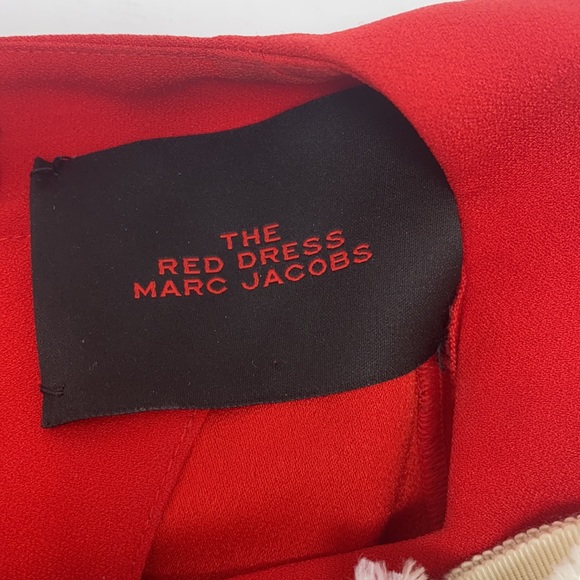 THE
RED DRESS
MARC JACOBS